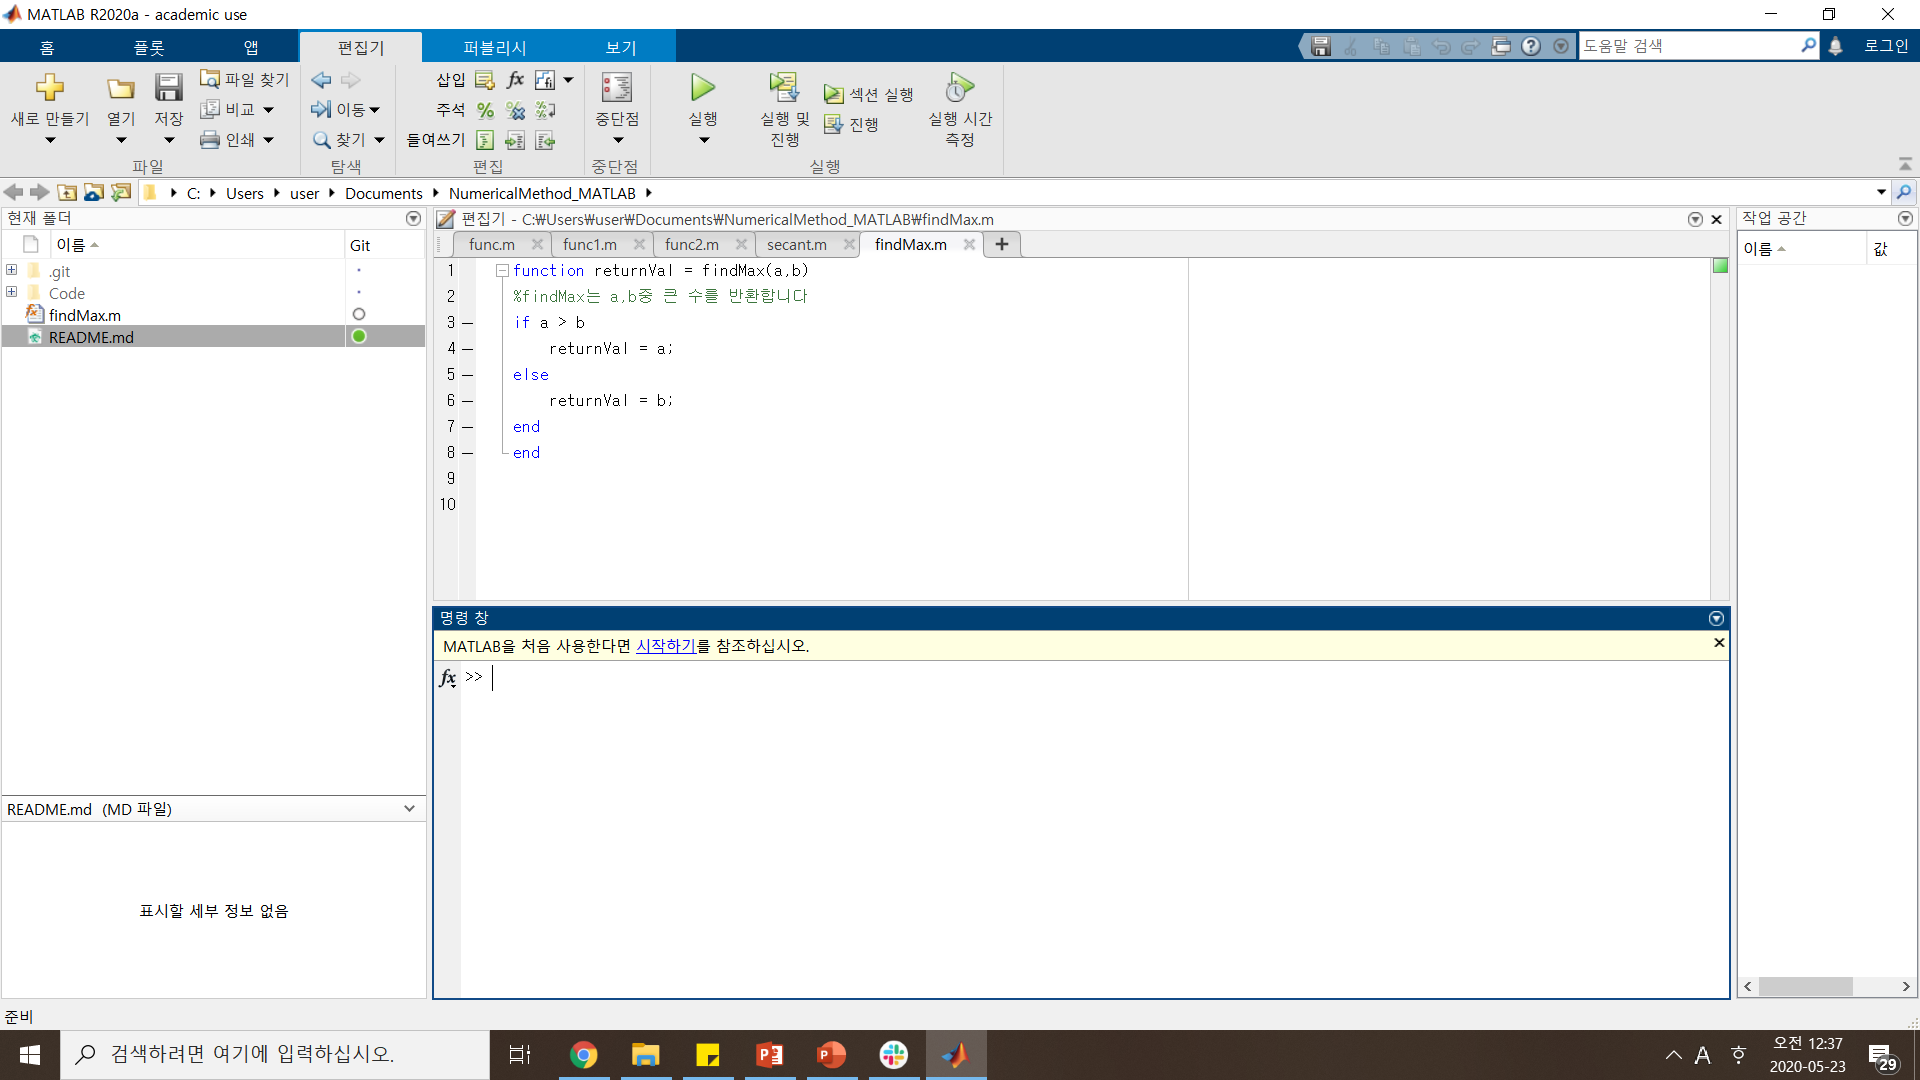 MATLAB R2020a - academic use
홈 플롯 앱 편집기 퍼블리시 보기 도움말 검색 로그인
새로 만들기 열기 저장 파일 찾기 비교 인쇄
파일
이동 찾기
탐색
삽입 fx fi
주석
들여쓰기
편집
중단점
중단점
실행 실행 및 진행 섹션 실행 진행 실행 시간 측정
실행
C: Users user Documents NumericalMethod_MATLAB
현재 폴더
이름 Git
.git
Code
findMax.m
README.md
README.md (MD 파일)
표시할 세부 정보 없음
편집기 - C:₩Users₩user₩Documents₩NumericalMethod_MATLAB₩findMax.m
func.m func1.m func2.m secant.m findMax.m +
1 function returnVal = findMax(a,b)
2 %findMax는 a,b중 큰 수를 반환합니다
3 if a > b
4 returnVal = a;
5 else
6 returnVal = b;
7 end
8 end
9
10
명령 창
MATLAB을 처음 사용한다면 시작하기를 참조하십시오.
fx >>
작업 공간
이름 값
준비
검색하려면 여기에 입력하십시오.
A 한 오전 12:37
2020-05-23
29